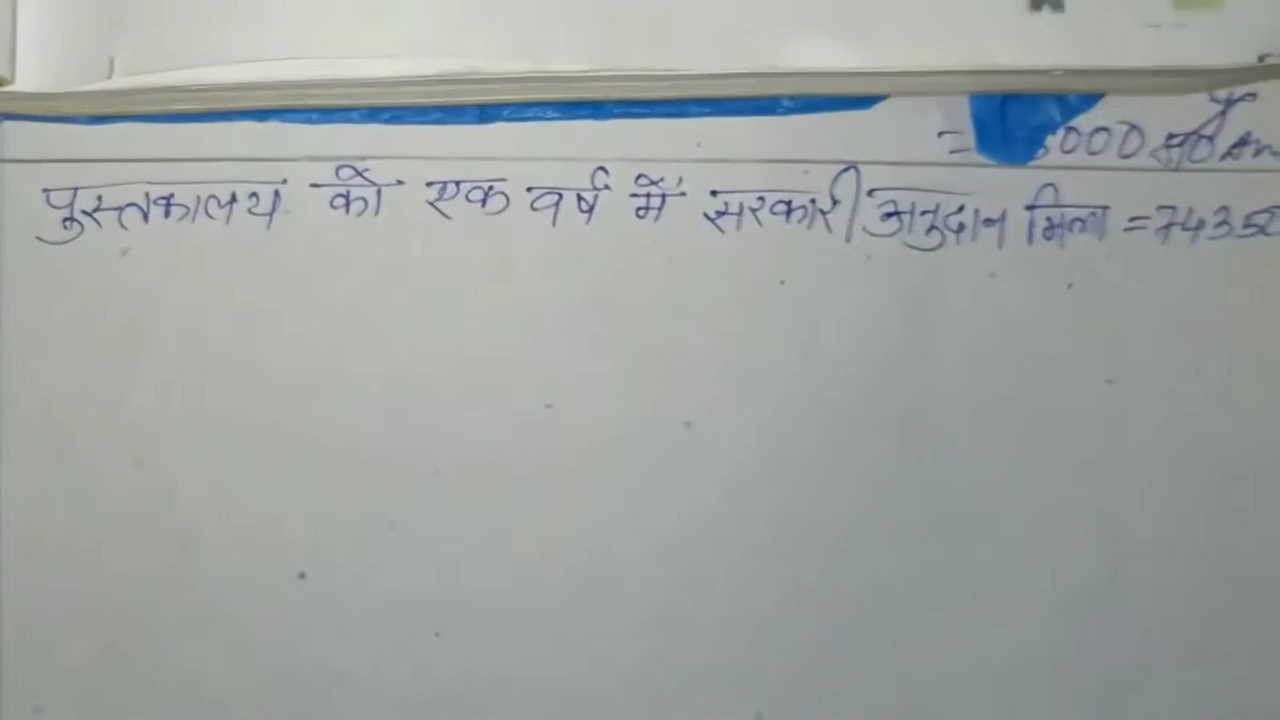 = 000
पुस्तकालय को एक वर्ष में सरकारी अनुदान मिला = 7435